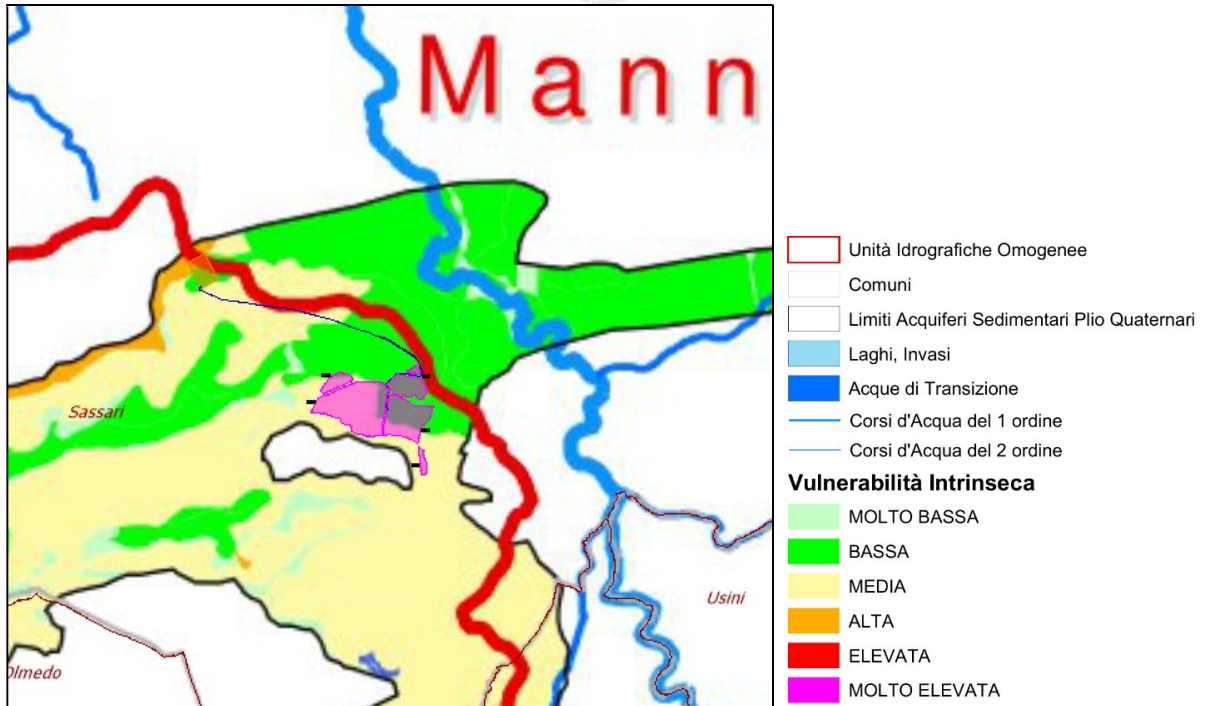 Mann
Sassari
Usini
Olmedo
Unità Idrografiche Omogenee
Comuni
Limiti Acquiferi Sedimentari Plio Quaternari
Laghi, Invasi
Acque di Transizione
Corsi d'Acqua del 1 ordine
Corsi d'Acqua del 2 ordine
Vulnerabilità Intrinseca
MOLTO BASSA
BASSA
MEDIA
ALTA
ELEVATA
MOLTO ELEVATA